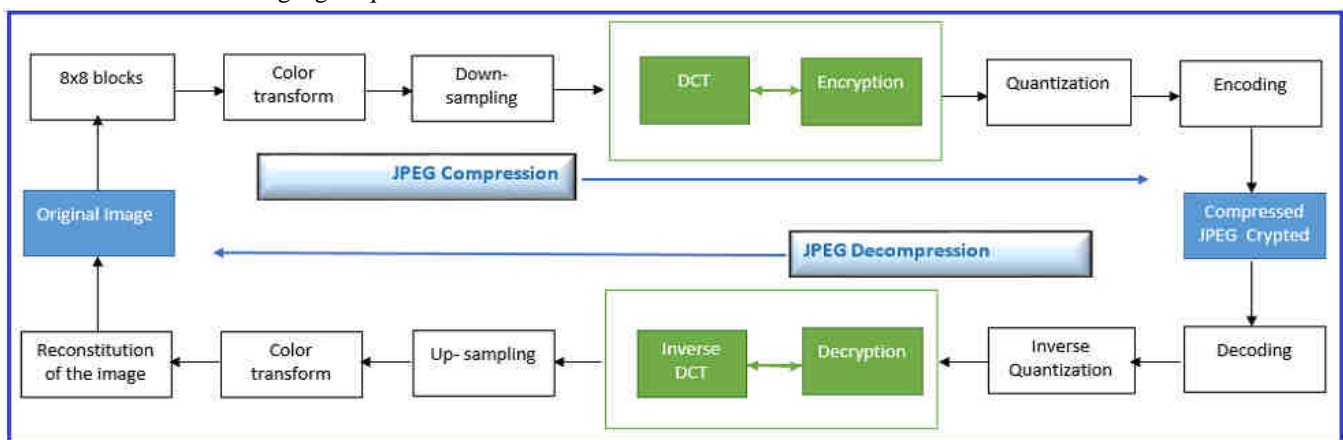 8x8 blocks
Color
transform
Down-
sampling
DCT
Encryption
Quantization
Encoding
JPEG Compression
Original Image
Compressed
JPEG Crypted
JPEG Decompression
Reconstitution
of the image
Color
transform
Up- sampling
Inverse
DCT
Decryption
Inverse
Quantization
Decoding